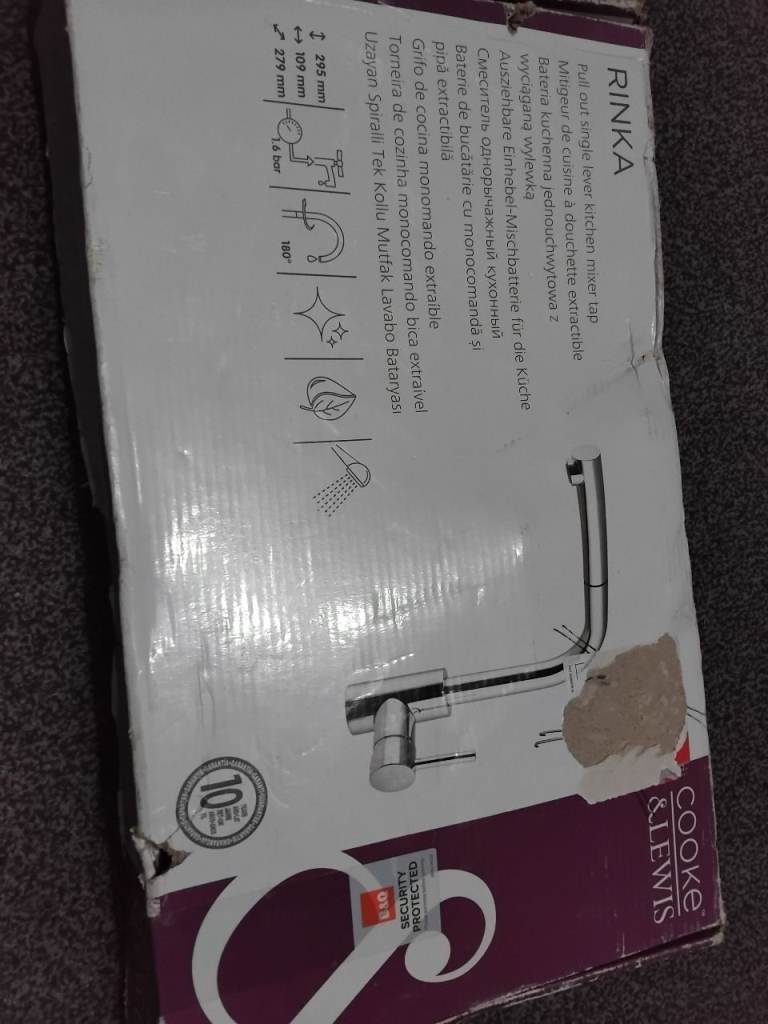 RINKA
Pull out single lever kitchen mixer tap
Mitigeur de cuisine à douchette extractible
Bateria kuchenna jednouchwytowa z
wyciąganą wylewką
Ausziehbare Einhebel-Mischbatterie für die Küche
Смеситель однорычажный кухонный
Baterie de bucătărie cu monocomandă și
pipă extractibilă
Grifo de cocina monomando extraíble
Torneira de cozinha monocomando bica extraível
Uzayan Spiralli Tek Kollu Mutfak Lavabo Bataryası
295 mm
109 mm
279 mm
1.6 bar
180°
10
COOKE
& LEWIS
SECURITY
PROTECTED